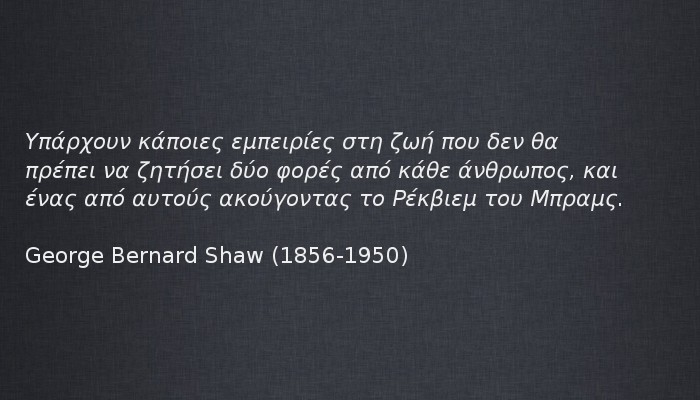 Υπάρχουν κάποιες εμπειρίες στη ζωή που δεν θα
πρέπει να ζητήσει δύο φορές από κάθε άνθρωπος, και
ένας από αυτούς ακούγοντας το Ρέκβιεμ του Μπραμς.
George Bernard Shaw (1856-1950)